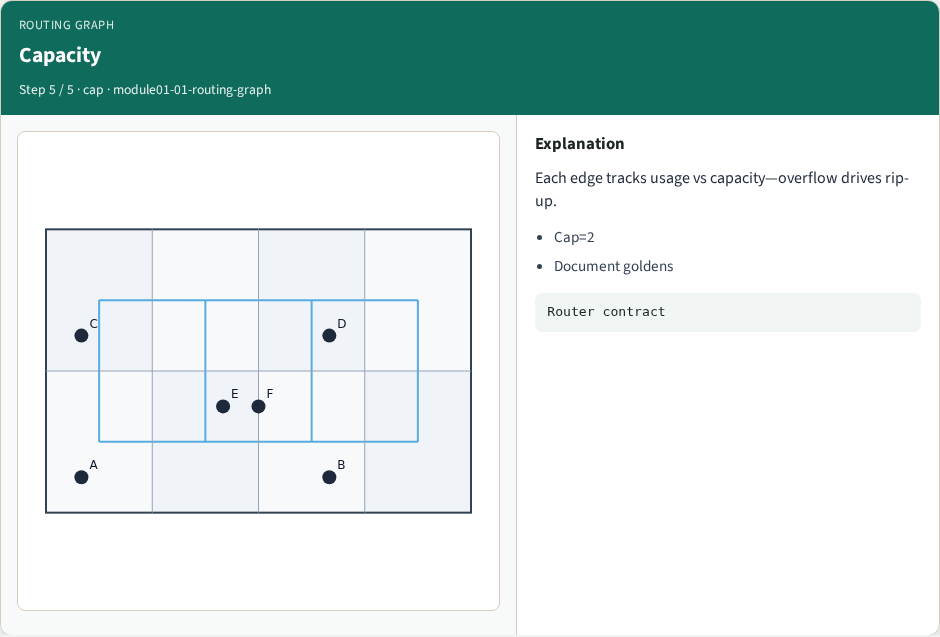 ROUTING GRAPH
Capacity
Step 5 / 5 · cap · module01-01-routing-graph
C
D
E
F
A
B
Explanation
Each edge tracks usage vs capacity—overflow drives rip-
up.
• Cap=2
• Document goldens
Router contract